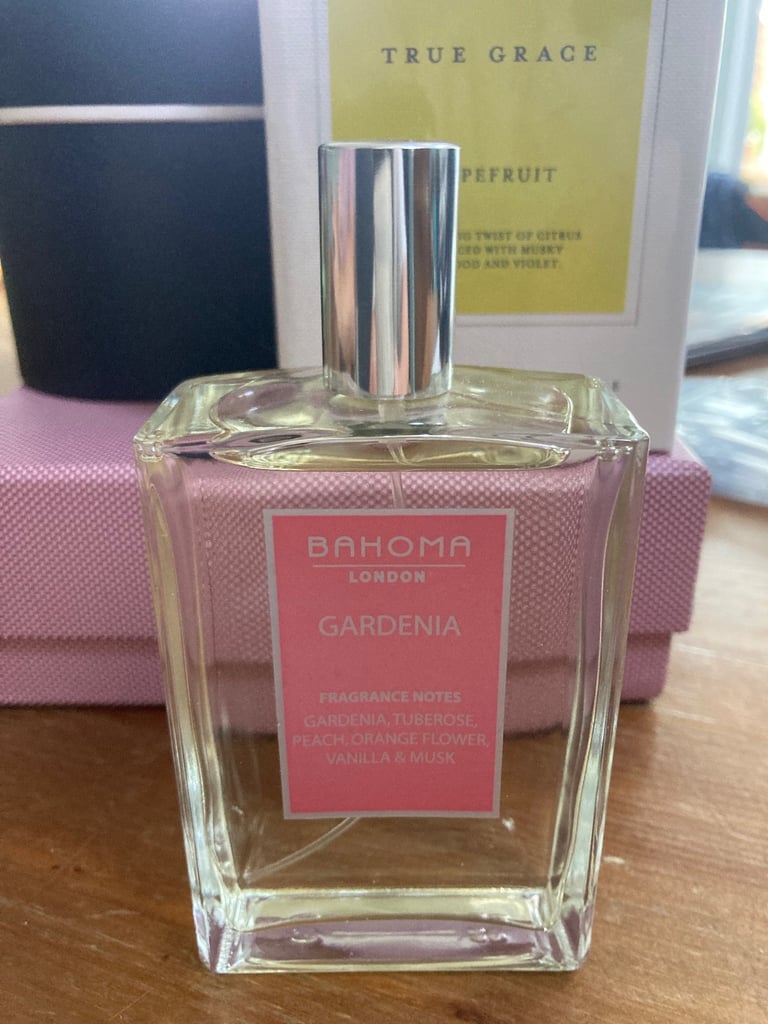 TRUE GRACE
PEFRUIT
TWIST OF CITRUS
WITH MUSKY
AND VIOLET.
BAHOMA
LONDON
GARDENIA
FRAGRANCE NOTES
GARDENIA, TUBEROSE,
PEACH, ORANGE FLOWER,
VANILLA & MUSK